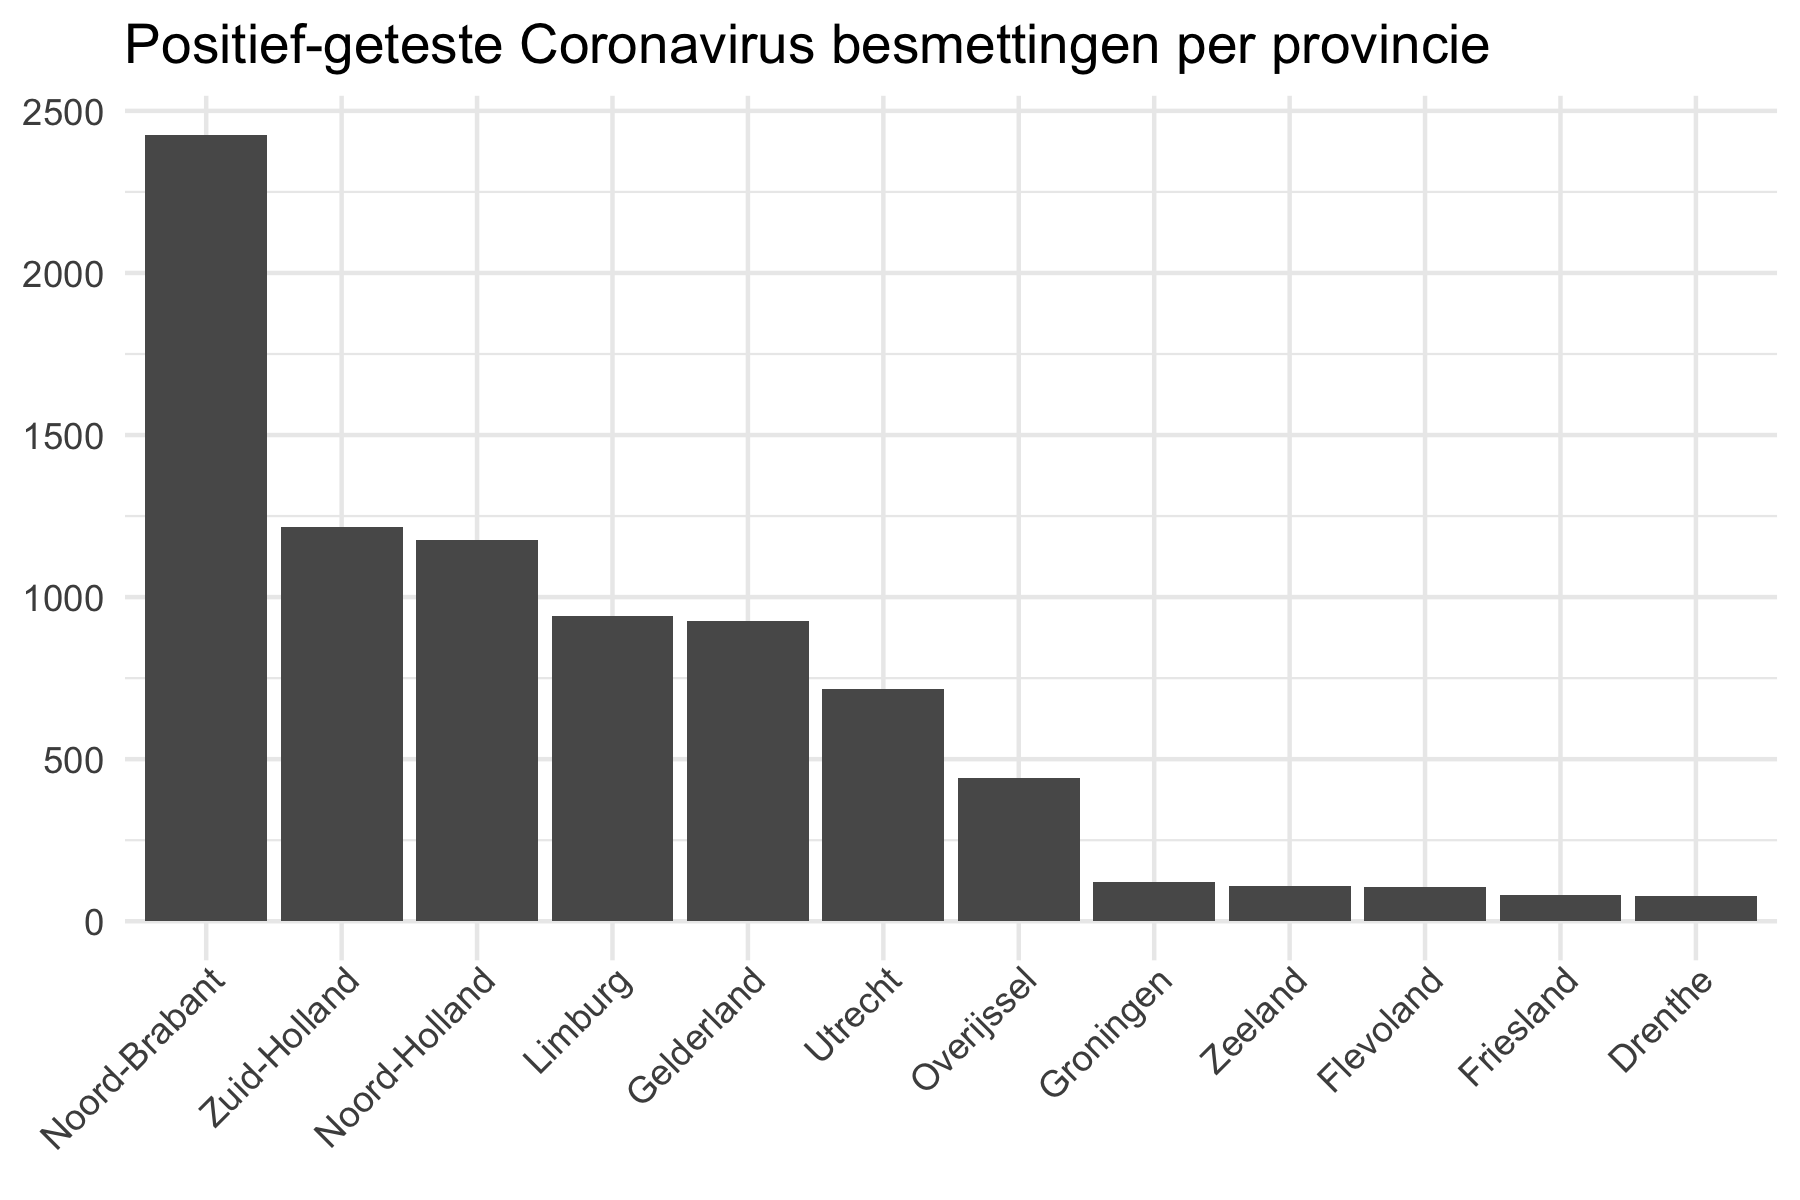 Positief-geteste Coronavirus besmettingen per provincie
2500
2000
1500
1000
500
0
Noord-Brabant
Zuid-Holland
Noord-Holland
Limburg
Gelderland
Utrecht
Overijssel
Groningen
Zeeland
Flevoland
Friesland
Drenthe